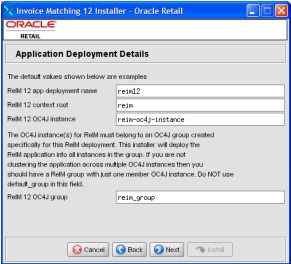 Invoice Matching 12 Installer - Oracle Retail
ORACLE
RETAIL
Application Deployment Details
The default values shown below are examples
ReIM 12 app deployment name
reim12
ReIM 12 context root
reim
ReIM 12 OC4J instance
reim-oc4j-instance
The OC4J instance(s) for ReIM must belong to an OC4J group created
specifically for this ReIM deployment. This installer will deploy the
ReIM application into all instances in the group. If you are not
clustering the application across multiple OC4J instances then you
should have a ReIM group with just one member OC4J instance. Do NOT use
default_group in this field.
ReIM 12 OC4J group
reim_group
Cancel
Back
Next
Install